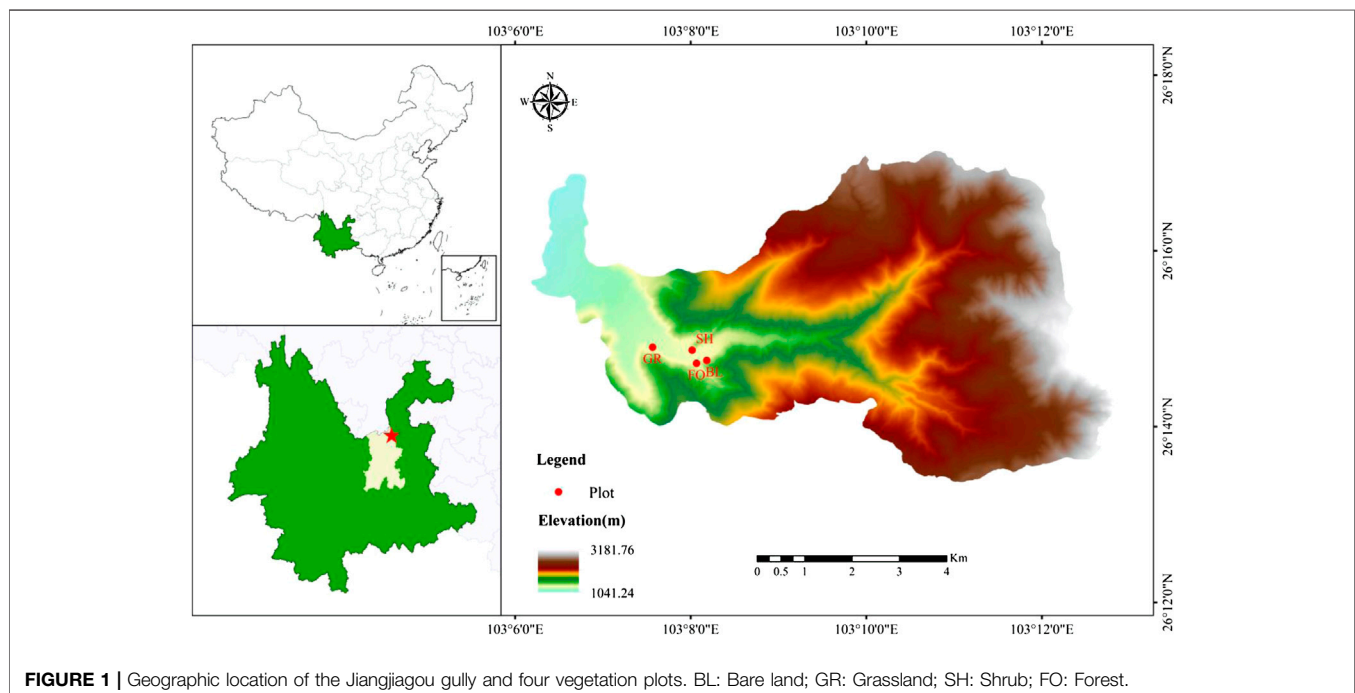 103°6'0"E 103°8'0"E 103°10'0"E 103°12'0"E
26°18'0"N
N
W E
S
26°16'0"N
SH
GR
FO BL
26°14'0"N
Legend
Plot
Elevation(m)
3181.76
1041.24
Km
0 0.5 1 2 3 4
26°12'0"N
103°6'0"E 103°8'0"E 103°10'0"E 103°12'0"E
FIGURE 1 | Geographic location of the Jiangjiagou gully and four vegetation plots. BL: Bare land; GR: Grassland; SH: Shrub; FO: Forest.